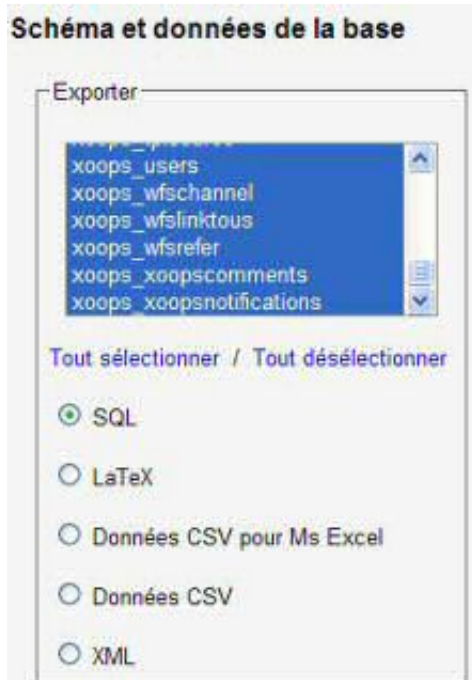 Schéma et données de la base
Exporter
xoops_users
xoops_wfschannel
xoops_wfslinktous
xoops_wfsrefer
xoops_xoopscomments
xoops_xoopsnotifications
Tout sélectionner / Tout désélectionner
SQL
LaTeX
Données CSV pour Ms Excel
Données CSV
XML